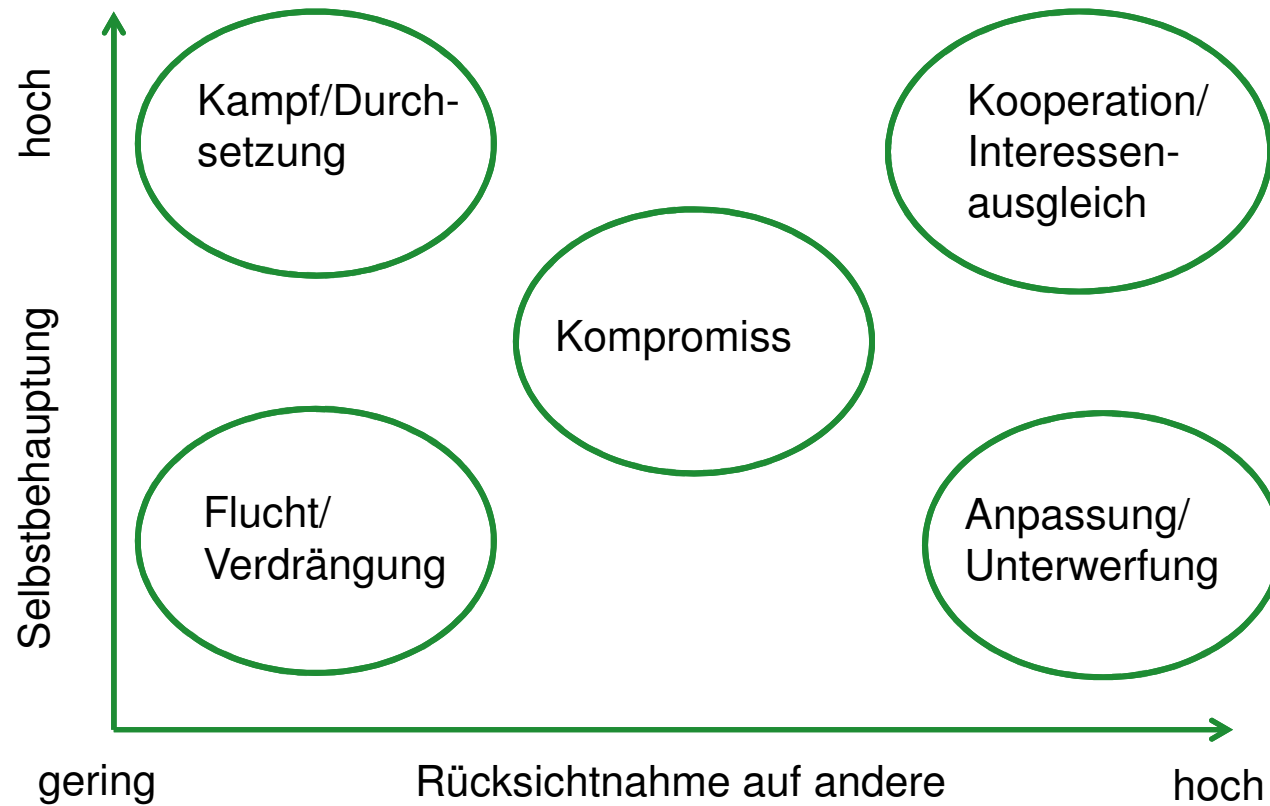 hoch
Kampf/Durch-
setzung
Kooperation/
Interessen-
ausgleich
Kompromiss
Selbstbehauptung
Flucht/
Verdrängung
Anpassung/
Unterwerfung
gering
Rücksichtnahme auf andere
hoch